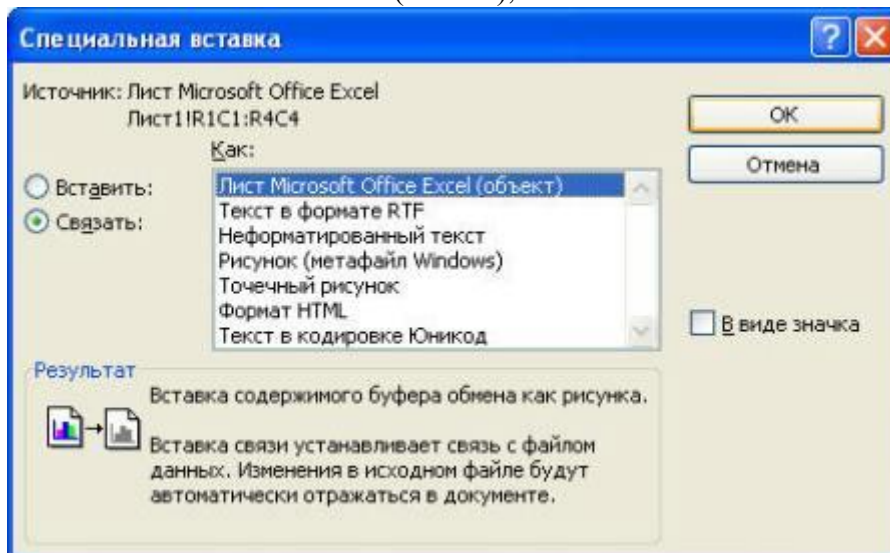 Специальная вставка
Источник: Лист Microsoft Office Excel
Лист1!R1C1:R4C4
Как:
Вставить:
Связать:
Лист Microsoft Office Excel (объект)
Текст в формате RTF
Неформатированный текст
Рисунок (метафайл Windows)
Точечный рисунок
Формат HTML
Текст в кодировке Юникод
ОК
Отмена
В виде значка
Результат
Вставка содержимого буфера обмена как рисунка.
Вставка связи устанавливает связь с файлом
данных. Изменения в исходном файле будут
автоматически отражаться в документе.